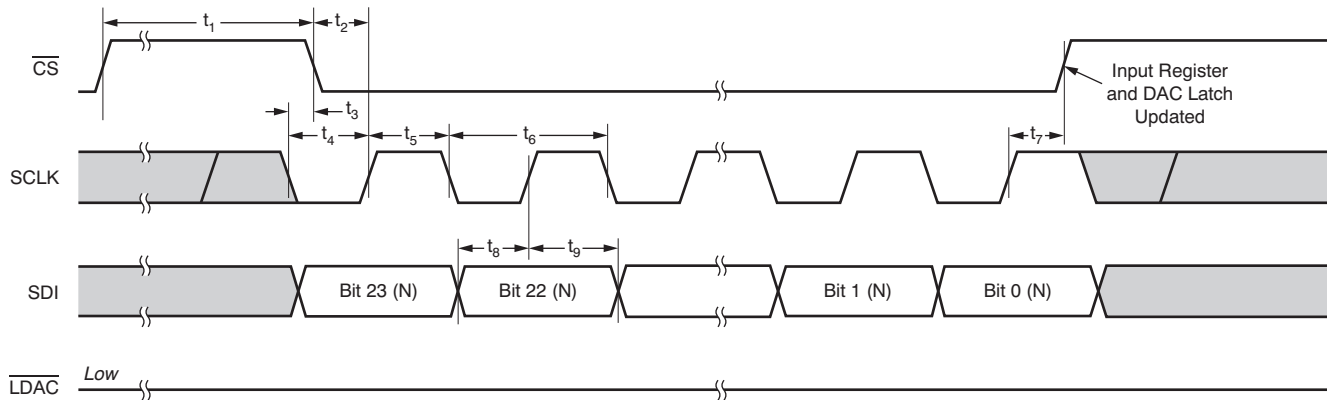 t1
t2
CS
Input Register
and DAC Latch
Updated
t3
t4
t5
t6
t7
SCLK
t8
t9
SDI
Bit 23 (N)
Bit 22 (N)
Bit 1 (N)
Bit 0 (N)
Low
LDAC